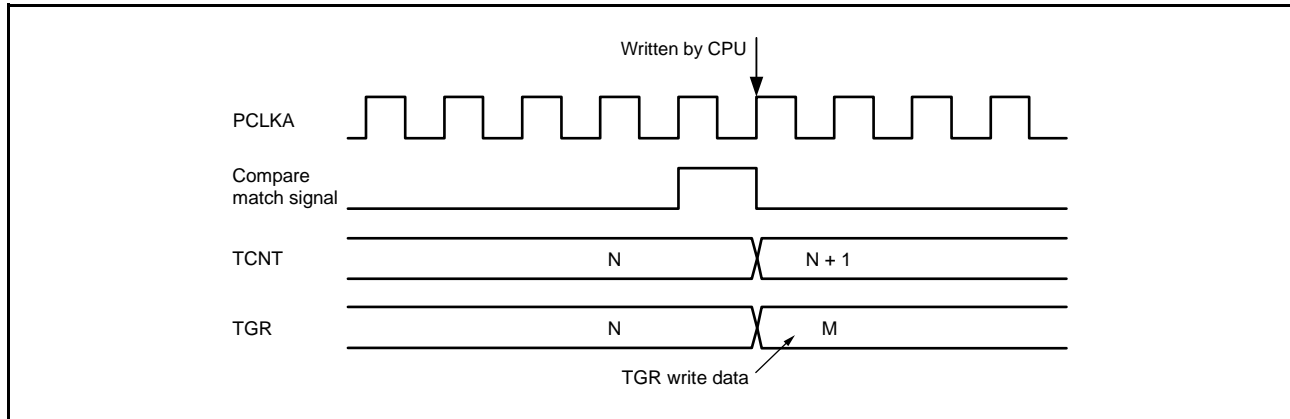 Written by CPU
PCLKA
Compare
match signal
TCNT
N
N + 1
TGR
N
M
TGR write data